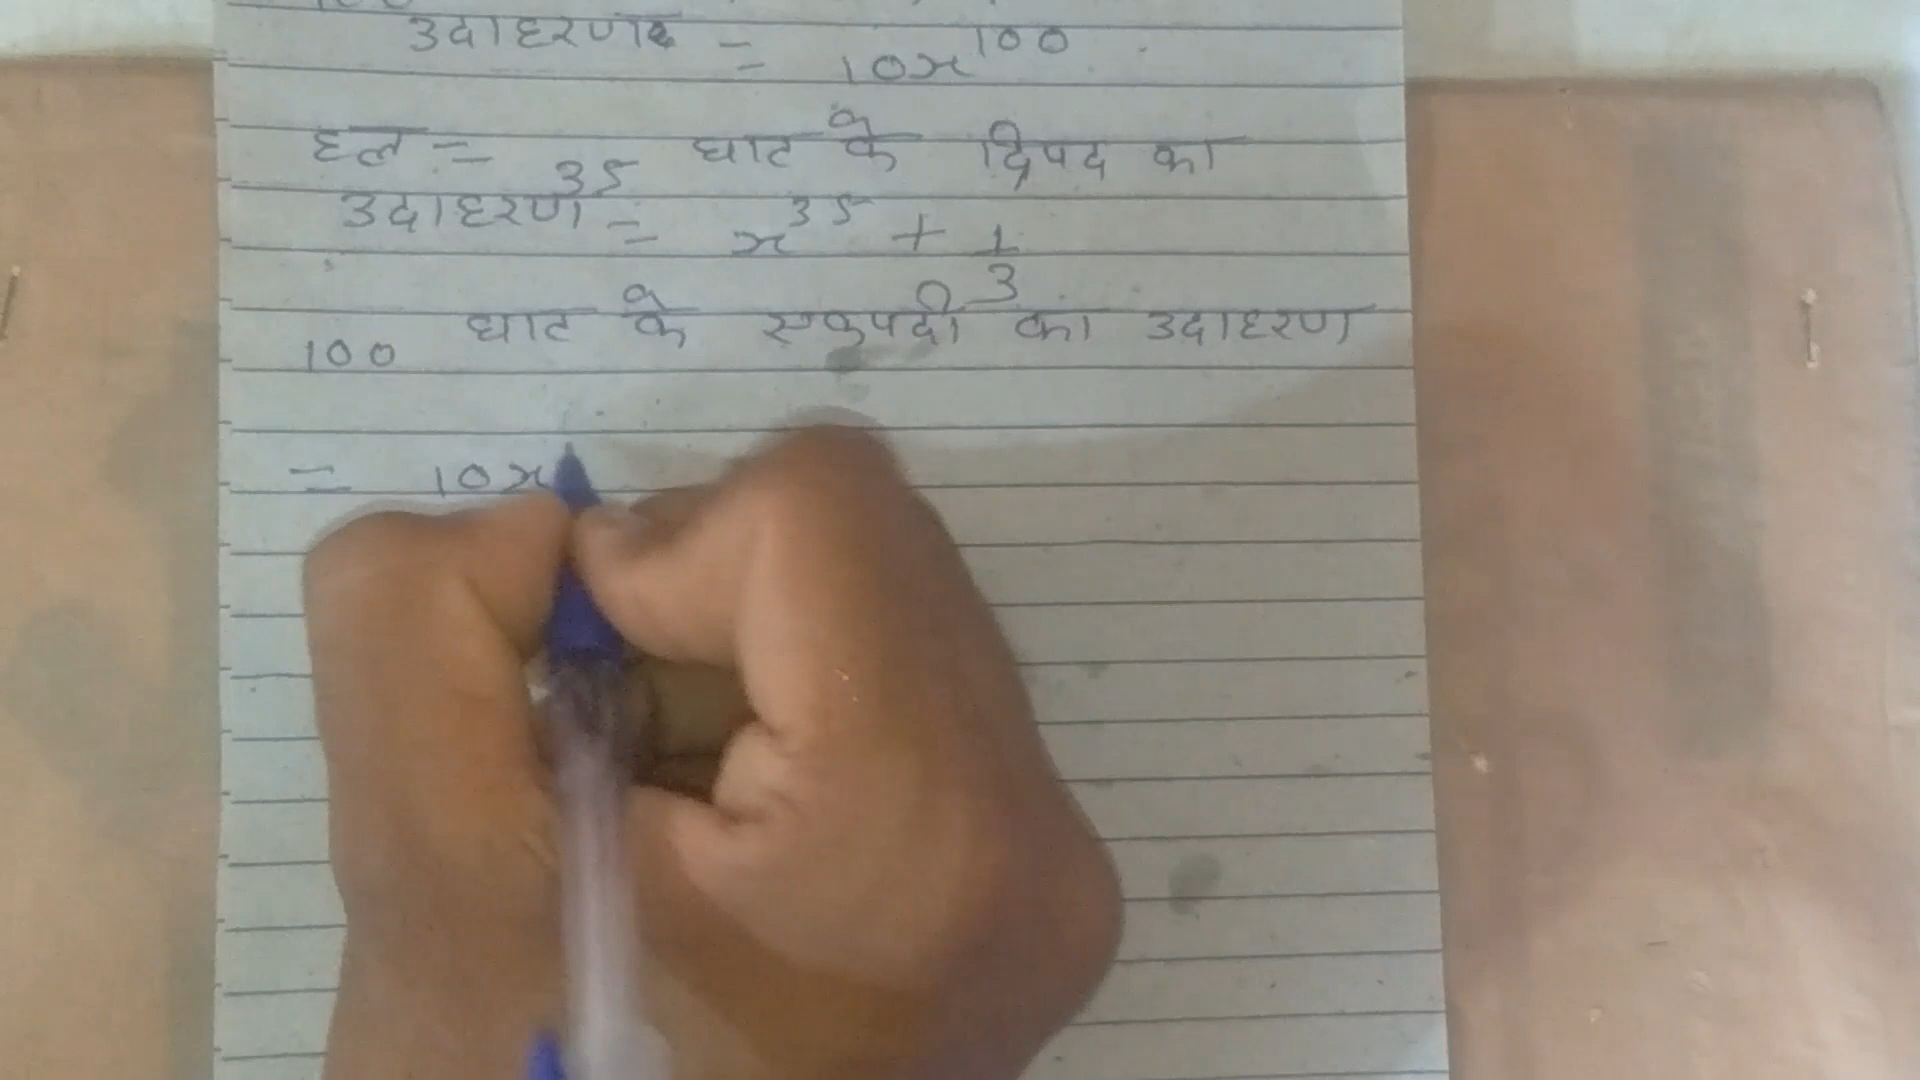 उदाहरण = 10x¹⁰⁰
हल = 35 घाट के द्विपद का
उदाहरण = x³⁵ + 1/3
100 घाट के एकपदी का उदाहरण
= 10x